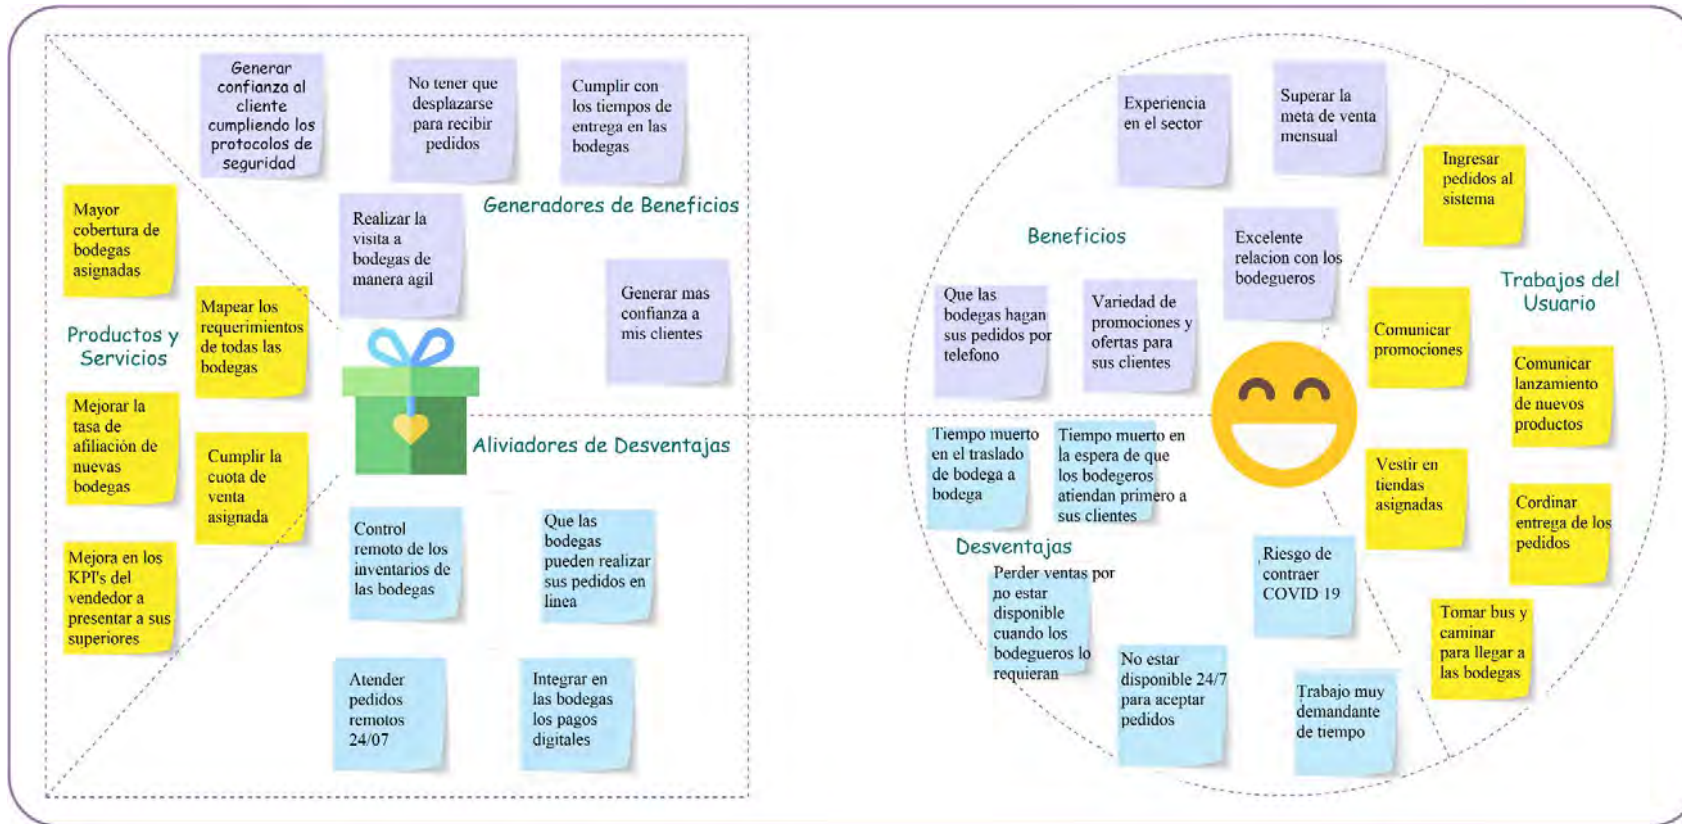 Generar
confianza al
cliente
cumpliendo los
protocolos de
seguridad
No tener que
desplazarse
para recibir
pedidos
Cumplir con
los tiempos de
entrega en las
bodegas
Realizar la
visita a
bodegas de
manera agil
Generadores de Beneficios
Generar mas
confianza a
mis clientes
Mayor
cobertura de
bodegas
asignadas
Mapear los
requerimientos
de todas las
bodegas
Productos y
Servicios
Mejorar la
tasa de
afiliación de
nuevas
bodegas
Cumplir la
cuota de
venta
asignada
Mejora en los
KPI's del
vendedor a
presentar a sus
superiores
Aliviadores de Desventajas
Control
remoto de los
inventarios de
las bodegas
Que las
bodegas
pueden realizar
sus pedidos en
linea
Atender
pedidos
remotos
24/07
Integrar en
las bodegas
los pagos
digitales
Experiencia
en el sector
Superar la
meta de venta
mensual
Beneficios
Excelente
relacion con los
bodegueros
Que las
bodegas hagan
sus pedidos por
telefono
Variedad de
promociones y
ofertas para
sus clientes
Ingresar
pedidos al
sistema
Trabajos del
Usuario
Comunicar
promociones
Comunicar
lanzamiento
de nuevos
productos
Vestir en
tiendas
asignadas
Cordinar
entrega de los
pedidos
Tomar bus y
caminar
para llegar a
las bodegas
Tiempo muerto
en el traslado
de bodega a
bodega
Tiempo muerto en
la espera de que
los bodegeros
atiendan primero a
sus clientes
Desventajas
Perder ventas por
no estar
disponible
cuando los
bodegueros lo
requieran
Riesgo de
contraer
COVID 19
No estar
disponible 24/7
para aceptar
pedidos
Trabajo muy
demandante
de tiempo